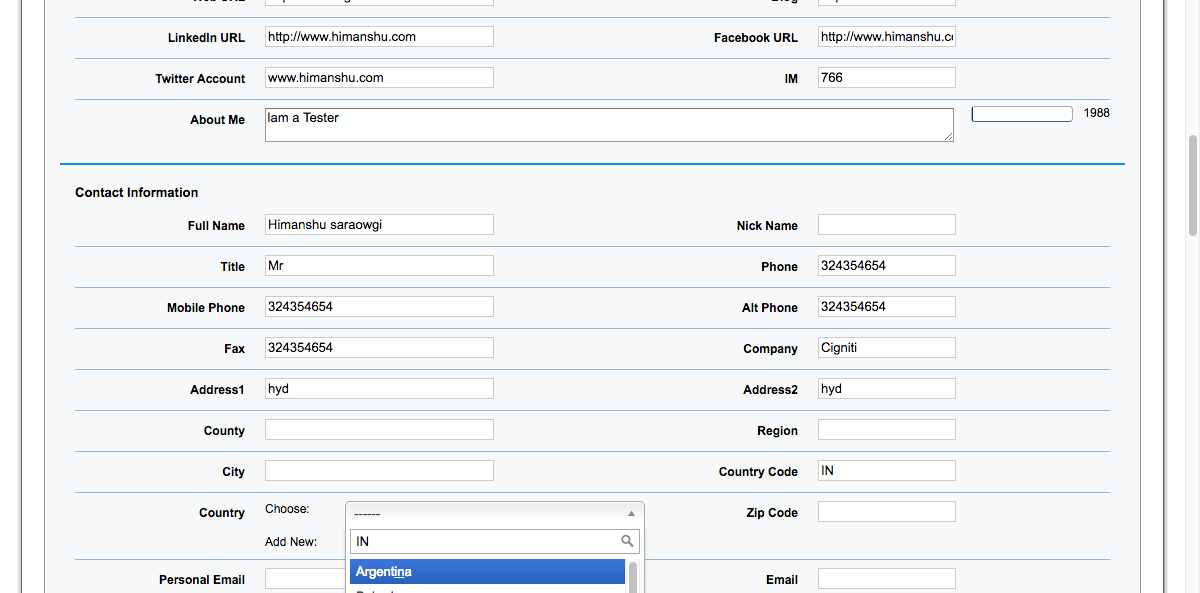 LinkedIn URL http://www.himanshu.com Facebook URL http://www.himanshu.c
Twitter Account www.himanshu.com IM 766
About Me Iam a Tester 1988
Contact Information
Full Name Himanshu saraowgi Nick Name
Title Mr Phone 324354654
Mobile Phone 324354654 Alt Phone 324354654
Fax 324354654 Company Cigniti
Address1 hyd Address2 hyd
County Region
City Country Code IN
Country Choose: ------ Zip Code
Add New: IN
Argentina
Personal Email Email